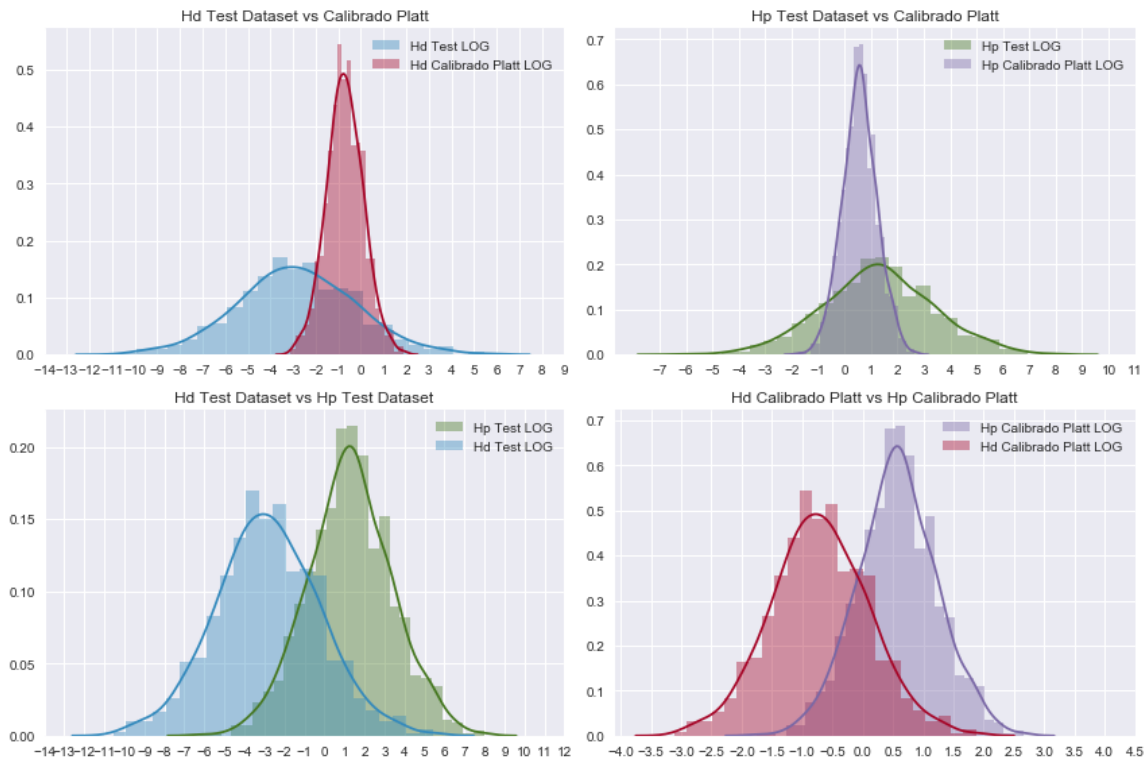 Hd Test Dataset vs Calibrado Platt
Hd Test LOG
Hd Calibrado Platt LOG
0.5
0.4
0.3
0.2
0.1
0.0
−14 −13 −12 −11 −10 −9 −8 −7 −6 −5 −4 −3 −2 −1 0 1 2 3 4 5 6 7 8 9
Hp Test Dataset vs Calibrado Platt
Hp Test LOG
Hp Calibrado Platt LOG
0.7
0.6
0.5
0.4
0.3
0.2
0.1
0.0
−7 −6 −5 −4 −3 −2 −1 0 1 2 3 4 5 6 7 8 9 10 11
Hd Test Dataset vs Hp Test Dataset
Hp Test LOG
Hd Test LOG
0.20
0.15
0.10
0.05
0.00
−14 −13 −12 −11 −10 −9 −8 −7 −6 −5 −4 −3 −2 −1 0 1 2 3 4 5 6 7 8 9 10 11 12
Hd Calibrado Platt vs Hp Calibrado Platt
Hp Calibrado Platt LOG
Hd Calibrado Platt LOG
0.7
0.6
0.5
0.4
0.3
0.2
0.1
0.0
−4.0 −3.5 −3.0 −2.5 −2.0 −1.5 −1.0 −0.5 0.0 0.5 1.0 1.5 2.0 2.5 3.0 3.5 4.0 4.5